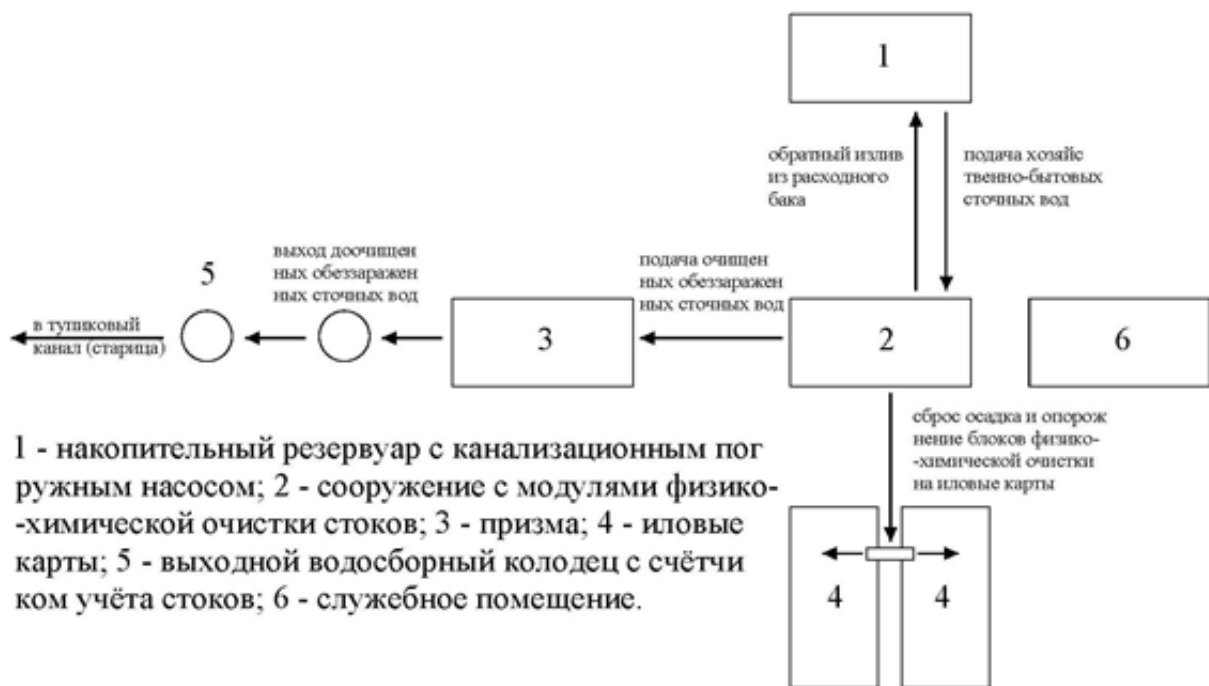 1
обратный излив
из расходного
бака
подача хозяйс
твенно-бытовых
сточных вод
5
выход доочищен
ных обеззаражен
ных сточных вод
подача очищен
ных обеззаражен
ных сточных вод
в тупиковый
канал (старица)
3
2
6
сброс осадка и опорож
нение блоков физико-
-химической очистки
на иловые карты
4
4
1 - накопительный резервуар с канализационным пог
ружным насосом; 2 - сооружение с модулями физико-
-химической очистки стоков; 3 - призма; 4 - иловые
карты; 5 - выходной водосборный колодец с счётчи
ком учёта стоков; 6 - служебное помещение.